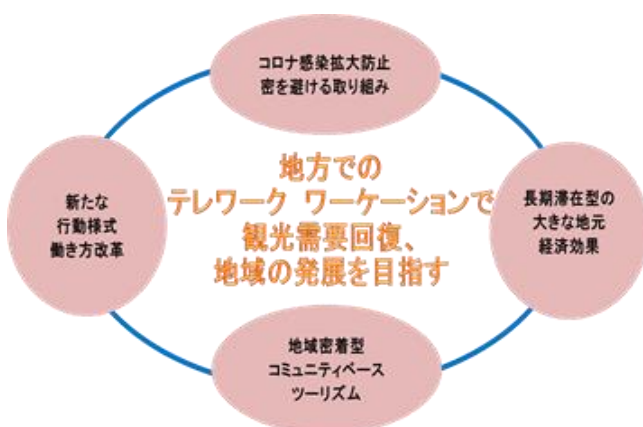 コロナ感染拡大防止
密を避ける取り組み
地方での
テレワーク ワーケーションで
観光需要回復、
地域の発展を目指す
新たな
行動様式
働き方改革
長期滞在型の
大きな地元
経済効果
地域密着型
コミュニティベース
ツーリズム